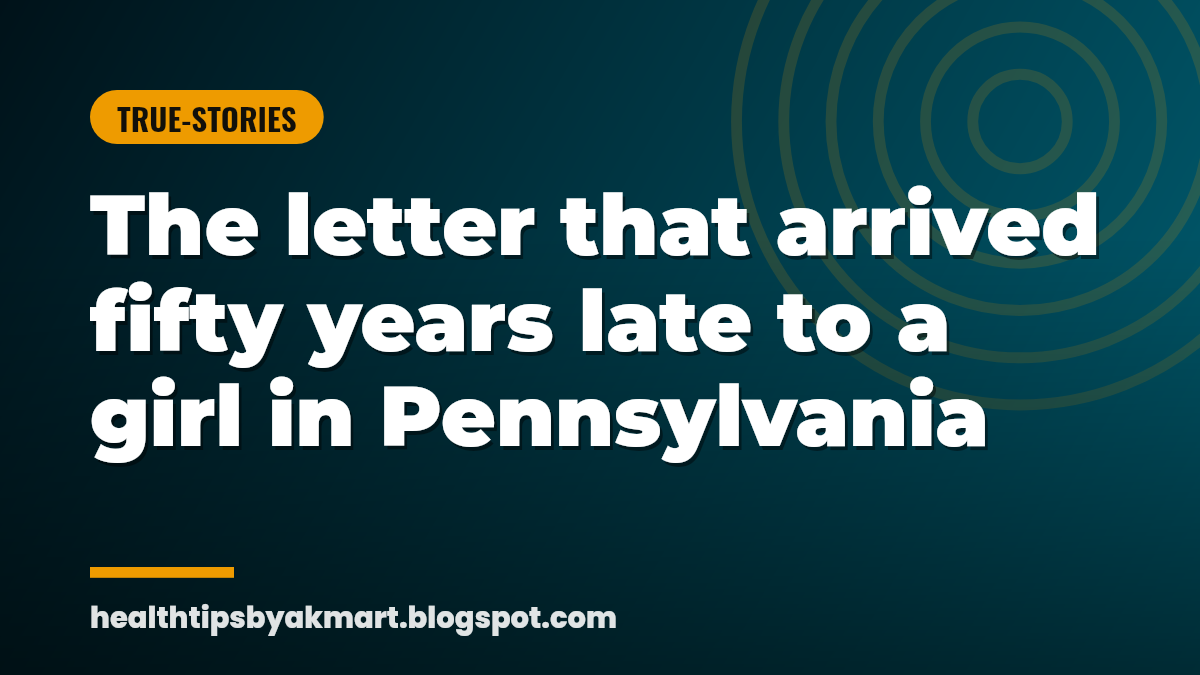 TRUE-STORIES
The letter that arrived
fifty years late to a
girl in Pennsylvania
healthtipsbyakmart.blogspot.com